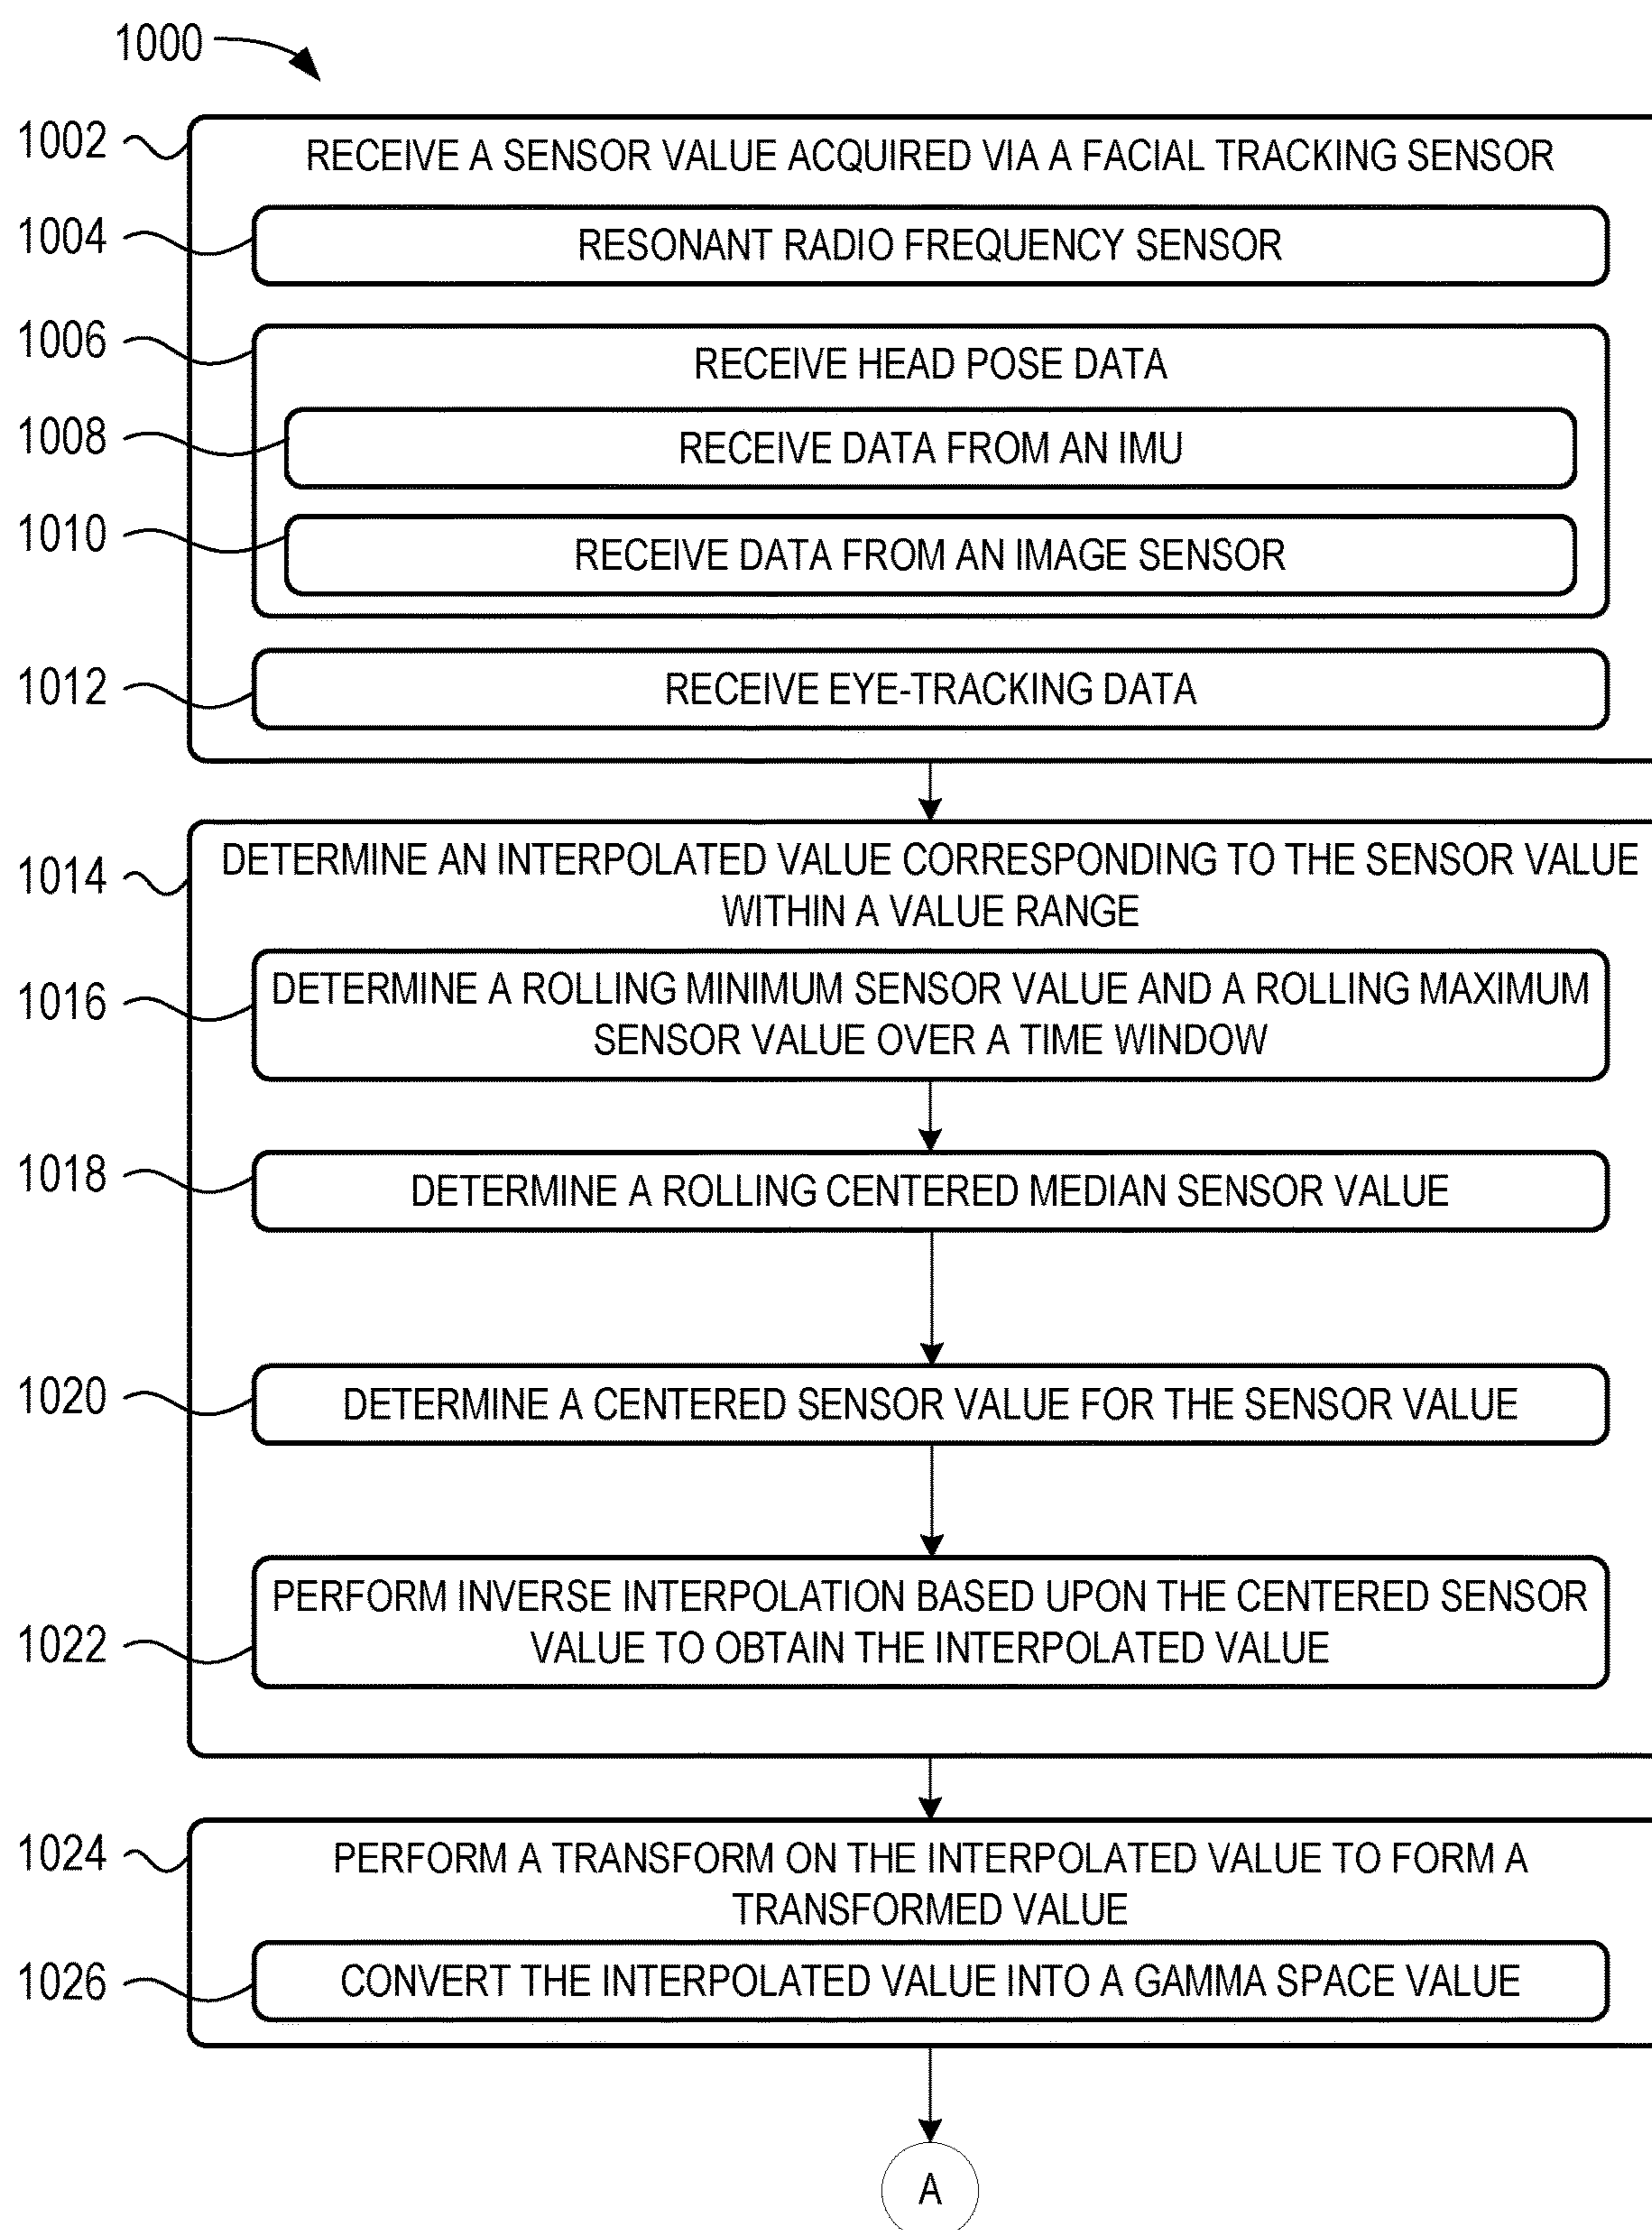 1000
1002
RECEIVE A SENSOR VALUE ACQUIRED VIA A FACIAL TRACKING SENSOR
1004
RESONANT RADIO FREQUENCY SENSOR
1006
RECEIVE HEAD POSE DATA
1008
RECEIVE DATA FROM AN IMU
1010
RECEIVE DATA FROM AN IMAGE SENSOR
1012
RECEIVE EYE-TRACKING DATA
1014
DETERMINE AN INTERPOLATED VALUE CORRESPONDING TO THE SENSOR VALUE
WITHIN A VALUE RANGE
1016
DETERMINE A ROLLING MINIMUM SENSOR VALUE AND A ROLLING MAXIMUM
SENSOR VALUE OVER A TIME WINDOW
1018
DETERMINE A ROLLING CENTERED MEDIAN SENSOR VALUE
1020
DETERMINE A CENTERED SENSOR VALUE FOR THE SENSOR VALUE
1022
PERFORM INVERSE INTERPOLATION BASED UPON THE CENTERED SENSOR
VALUE TO OBTAIN THE INTERPOLATED VALUE
1024
PERFORM A TRANSFORM ON THE INTERPOLATED VALUE TO FORM A
TRANSFORMED VALUE
1026
CONVERT THE INTERPOLATED VALUE INTO A GAMMA SPACE VALUE
A